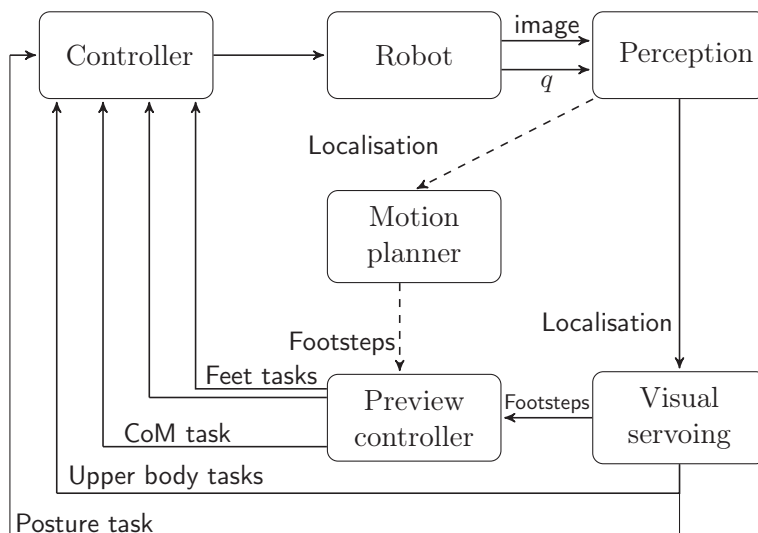 image
Controller
Robot
Perception
q
Localisation
Motion
planner
Localisation
Footsteps
Feet tasks
Footsteps
Preview
controller
Visual
servoing
CoM task
Upper body tasks
Posture task